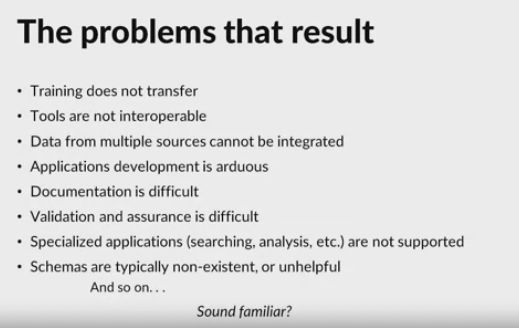 The problems that result
• Training does not transfer
• Tools are not interoperable
• Data from multiple sources cannot be integrated
• Applications development is arduous
• Documentation is difficult
• Validation and assurance is difficult
• Specialized applications (searching, analysis, etc.) are not supported
• Schemas are typically non-existent, or unhelpful
And so on. . .
Sound familiar?